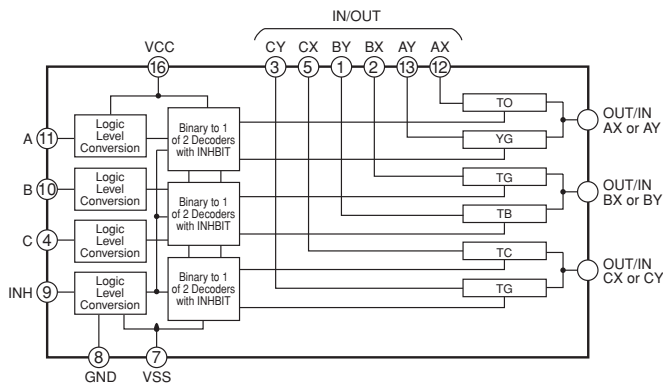 IN/OUT
VCC CY CX BY BX AY AX
16 3 5 1 2 13 12
TO
OUT/IN
AX or AY
Logic
Level
Conversion
Binary to 1
of 2 Decoders
with INHBIT
A 11
YG
Logic
Level
Conversion
B 10
TG
OUT/IN
BX or BY
Binary to 1
of 2 Decoders
with INHBIT
TB
Logic
Level
Conversion
C 4
TC
OUT/IN
CX or CY
Binary to 1
of 2 Decoders
with INHBIT
Logic
Level
Conversion
INH 9
TG
8 7
GND VSS